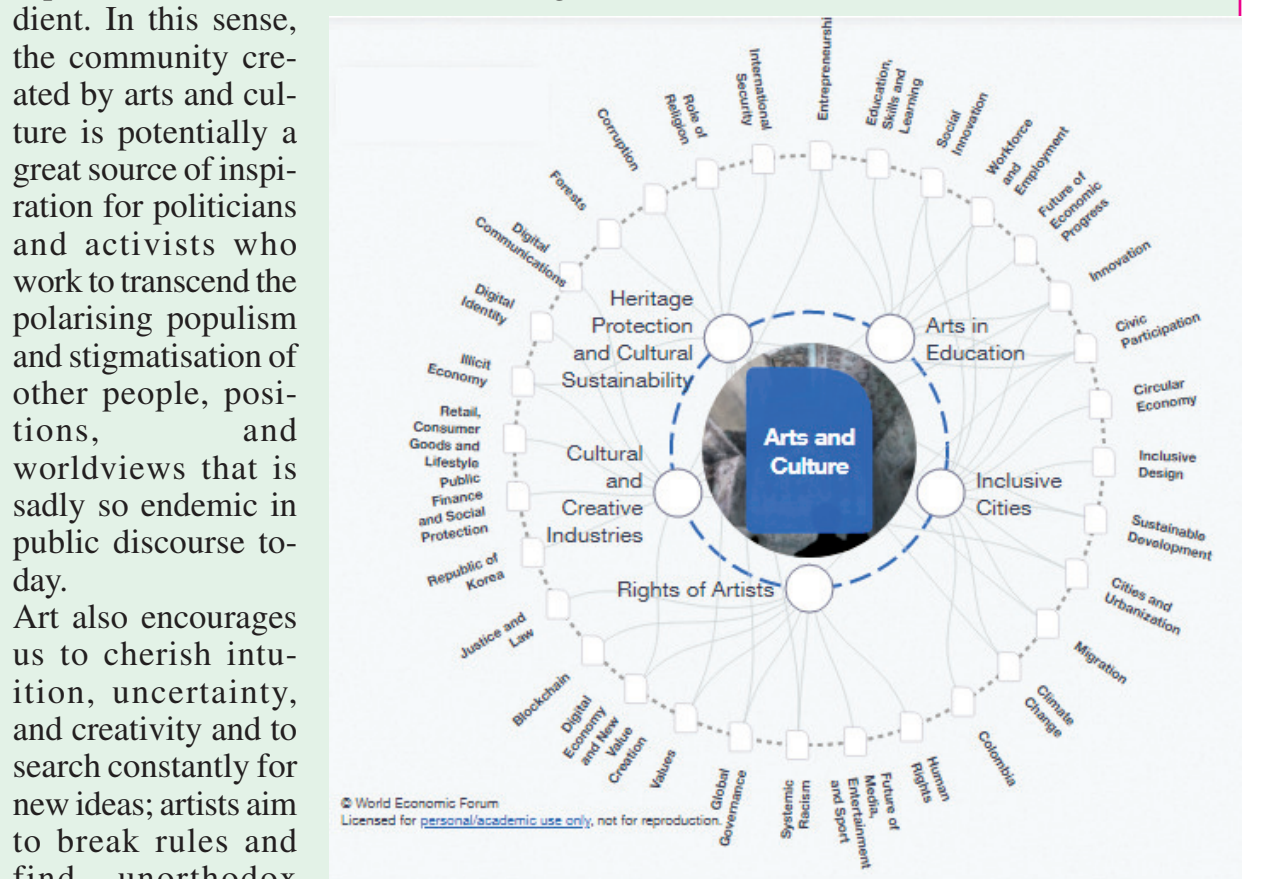 dient. In this sense,
the community cre-
ated by arts and cul-
ture is potentially a
great source of inspi-
ration for politicians
and activists who
work to transcend the
polarising populism
and stigmatisation of
other people, posi-
tions, and
worldviews that is
sadly so endemic in
public discourse to-
day.
Art also encourages
us to cherish intu-
ition, uncertainty,
and creativity and to
search constantly for
new ideas; artists aim
to break rules and
find unorthodox
Arts and
Culture
Heritage
Protection
and Cultural
Sustainability
Arts in
Education
Inclusive
Cities
Rights of Artists
Cultural
and
Creative
Industries
Entrepreneurshi
Education,
Skills and
Learning
Social
Innovation
Workforce
and
Employment
Future of
Economic
Progress
Innovation
Civic
Participation
Circular
Economy
Inclusive
Design
Sustainable
Development
Cities and
Urbanization
Migration
Climate
Change
Colombia
Human
Rights
Future of
Media,
Entertainment
and Sport
Systemic
Racism
Global
Governance
Values
Digital
Economy
and New
Value
Creation
Blockchain
Justice and
Law
Republic of
Korea
Public
Finance
and Social
Protection
Retail,
Consumer
Goods and
Lifestyle
Illicit
Economy
Digital
Identity
Digital
Communications
Forests
Corruption
Role of
Religion
International
Security
© World Economic Forum
Licensed for personal/academic use only, not for reproduction.